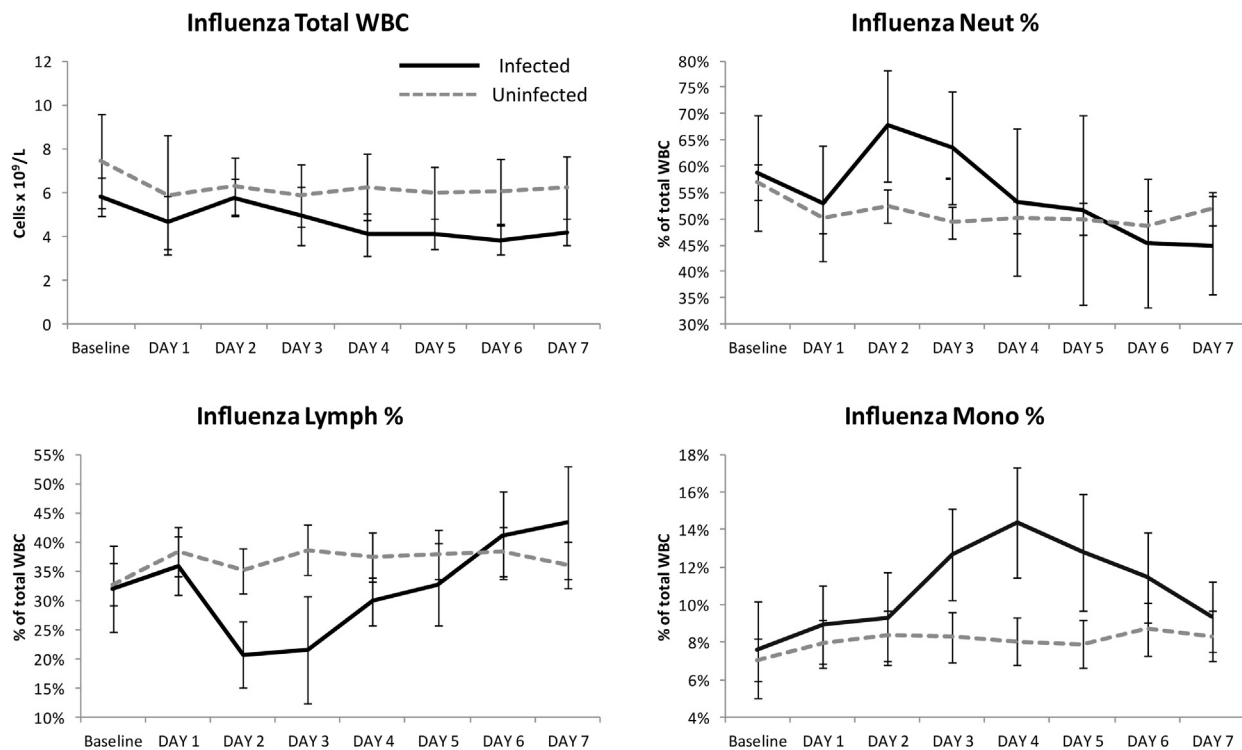 Influenza Total WBC
12
10
8
6
4
2
0
Cells x 10⁹/L
Infected
Uninfected
Baseline DAY 1 DAY 2 DAY 3 DAY 4 DAY 5 DAY 6 DAY 7
Influenza Neut %
80%
75%
70%
65%
60%
55%
50%
45%
40%
35%
30%
% of total WBC
Baseline DAY 1 DAY 2 DAY 3 DAY 4 DAY 5 DAY 6 DAY 7
Influenza Lymph %
55%
50%
45%
40%
35%
30%
25%
20%
15%
10%
% of total WBC
Baseline DAY 1 DAY 2 DAY 3 DAY 4 DAY 5 DAY 6 DAY 7
Influenza Mono %
18%
16%
14%
12%
10%
8%
6%
4%
% of total WBC
Baseline DAY 1 DAY 2 DAY 3 DAY 4 DAY 5 DAY 6 DAY 7